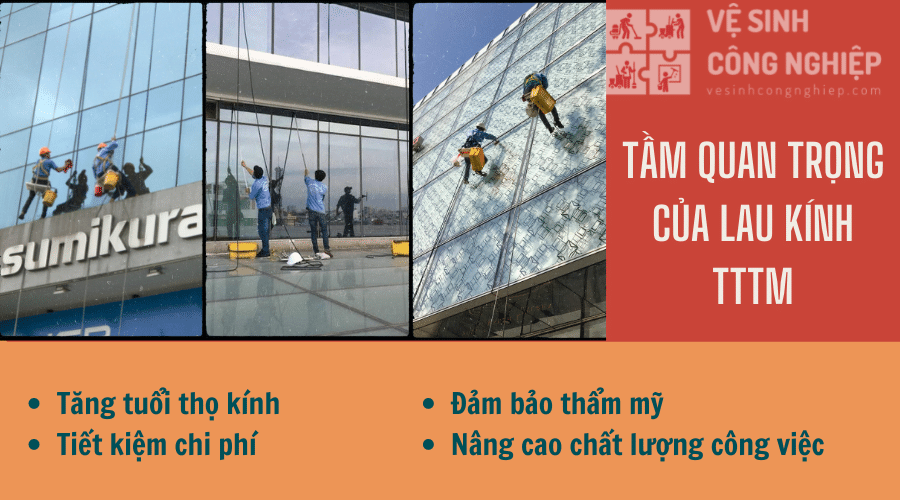 VỆ SINH
CÔNG NGHIỆP
vesinhcongnghiep.com
TẦM QUAN TRỌNG
CỦA LAU KÍNH
TTTM
sumikura
• Tăng tuổi thọ kính
• Tiết kiệm chi phí
• Đảm bảo thẩm mỹ
• Nâng cao chất lượng công việc